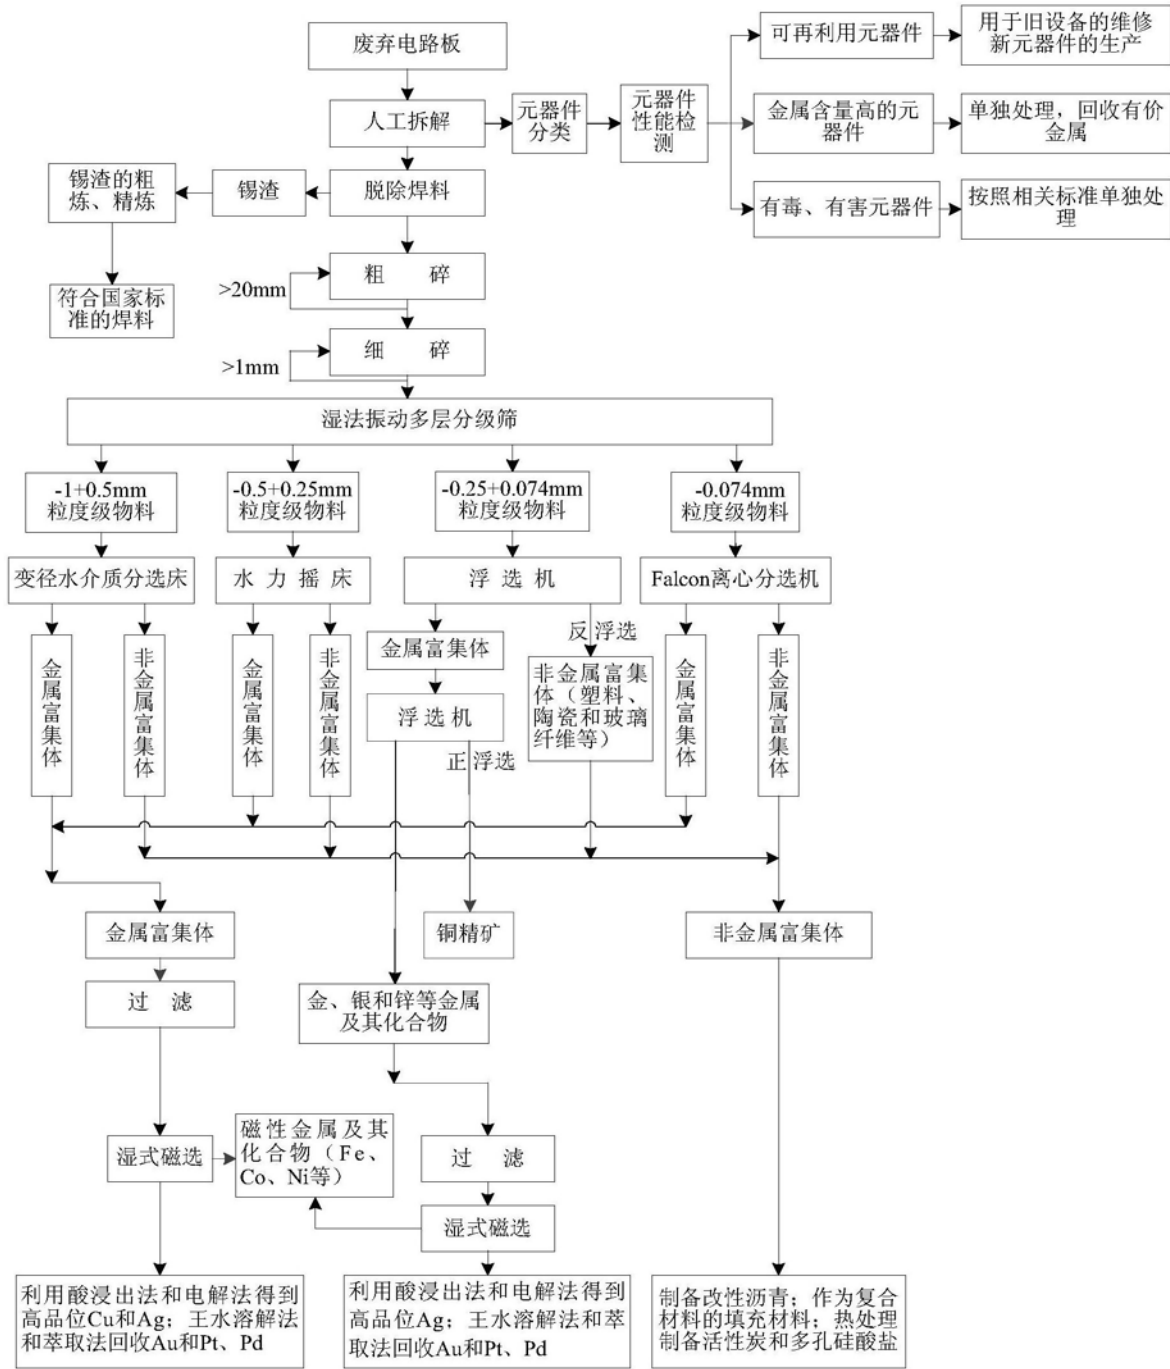 废弃电路板
人工拆解
元器件
分类
元器件
性能检
测
可再利用元器件
用于旧设备的维修
新元器件的生产
金属含量高的元
器件
单独处理，回收有价
金属
有毒、有害元器件
按照相关标准单独处
理
脱除焊料
锡渣
锡渣的粗
炼、精炼
符合国家标
准的焊料
粗 碎
>20mm
细 碎
>1mm
湿法振动多层分级筛
-1+0.5mm
粒度级物料
-0.5+0.25mm
粒度级物料
-0.25+0.074mm
粒度级物料
-0.074mm
粒度级物料
变径水介质分选床
水 力 摇 床
浮 选 机
Falcon离心分选机
金属富集体
非金属富集体
金属富集体
非金属富集体
金属富集体
反浮选
非金属富集
体（塑料、
陶瓷和玻璃
纤维等）
金属富集体
非金属富集体
浮选机
正浮选
金属富集体
铜精矿
非金属富集体
过 滤
金、银和锌等金属
及其化合物
湿式磁选
磁性金属及其
化合物（Fe、
Co、Ni等）
过 滤
湿式磁选
利用酸浸出法和电解法得到
高品位Cu和Ag；王水溶解法
和萃取法回收Au和Pt、Pd
利用酸浸出法和电解法得到
高品位Ag；王水溶解法和萃
取法回收Au和Pt、Pd
制备改性沥青；作为复合
材料的填充材料；热处理
制备活性炭和多孔硅酸盐